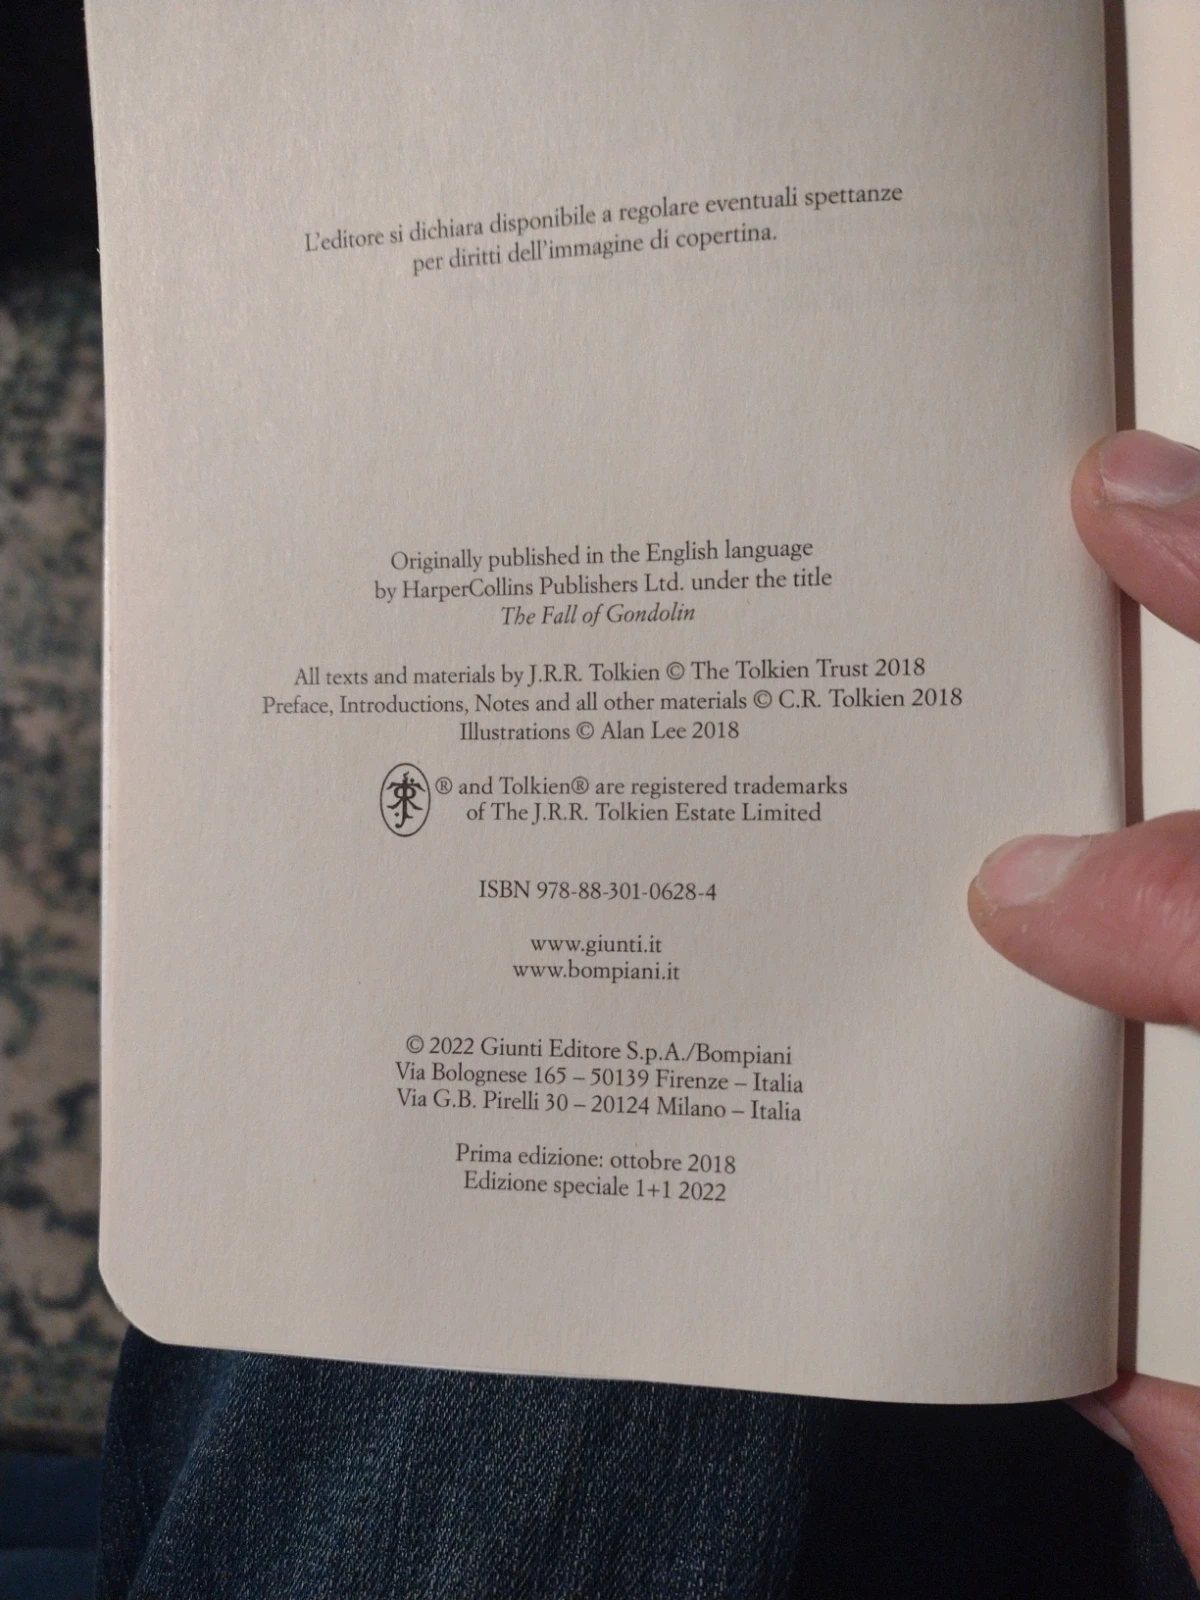 L'editore si dichiara disponibile a regolare eventuali spettanze
per diritti dell'immagine di copertina.
Originally published in the English language
by HarperCollins Publishers Ltd. under the title
The Fall of Gondolin
All texts and materials by J.R.R. Tolkien © The Tolkien Trust 2018
Preface, Introductions, Notes and all other materials © C.R. Tolkien 2018
Illustrations © Alan Lee 2018
® and Tolkien® are registered trademarks
of The J.R.R. Tolkien Estate Limited
ISBN 978-88-301-0628-4
www.giunti.it
www.bompiani.it
© 2022 Giunti Editore S.p.A./Bompiani
Via Bolognese 165 – 50139 Firenze – Italia
Via G.B. Pirelli 30 – 20124 Milano – Italia
Prima edizione: ottobre 2018
Edizione speciale 1+1 2022